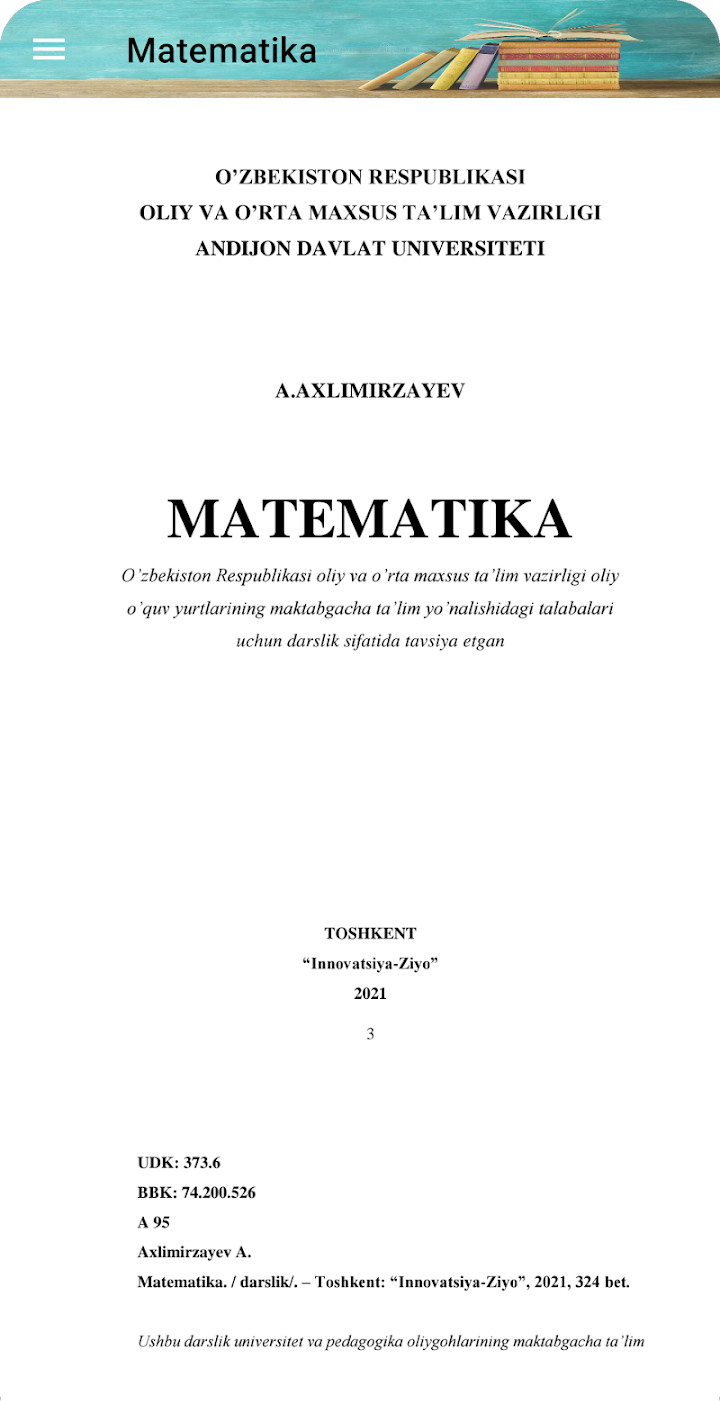 Matematika
O’ZBEKISTON RESPUBLIKASI
OLIY VA O’RTA MAXSUS TA’LIM VAZIRLIGI
ANDIJON DAVLAT UNIVERSITETI
A.AXLIMIRZAYEV
MATEMATIKA
O’zbekiston Respublikasi oliy va o’rta maxsus ta’lim vazirligi oliy
o’quv yurtlarining maktabgacha ta’lim yo’nalishidagi talabalari
uchun darslik sifatida tavsiya etgan
TOSHKENT
“Innovatsiya-Ziyo”
2021
3
UDK: 373.6
BBK: 74.200.526
A 95
Axlimirzayev A.
Matematika. / darslik/. – Toshkent: “Innovatsiya-Ziyo”, 2021, 324 bet.
Ushbu darslik universitet va pedagogika oliygohlarining maktabgacha ta’lim